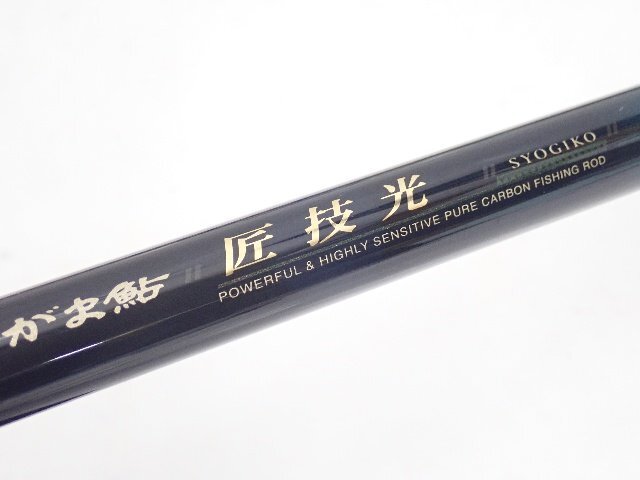 がま鮎 匠技光 SYOGIKO
POWERFUL & HIGHLY SENSITIVE PURE CARBON FISHING ROD